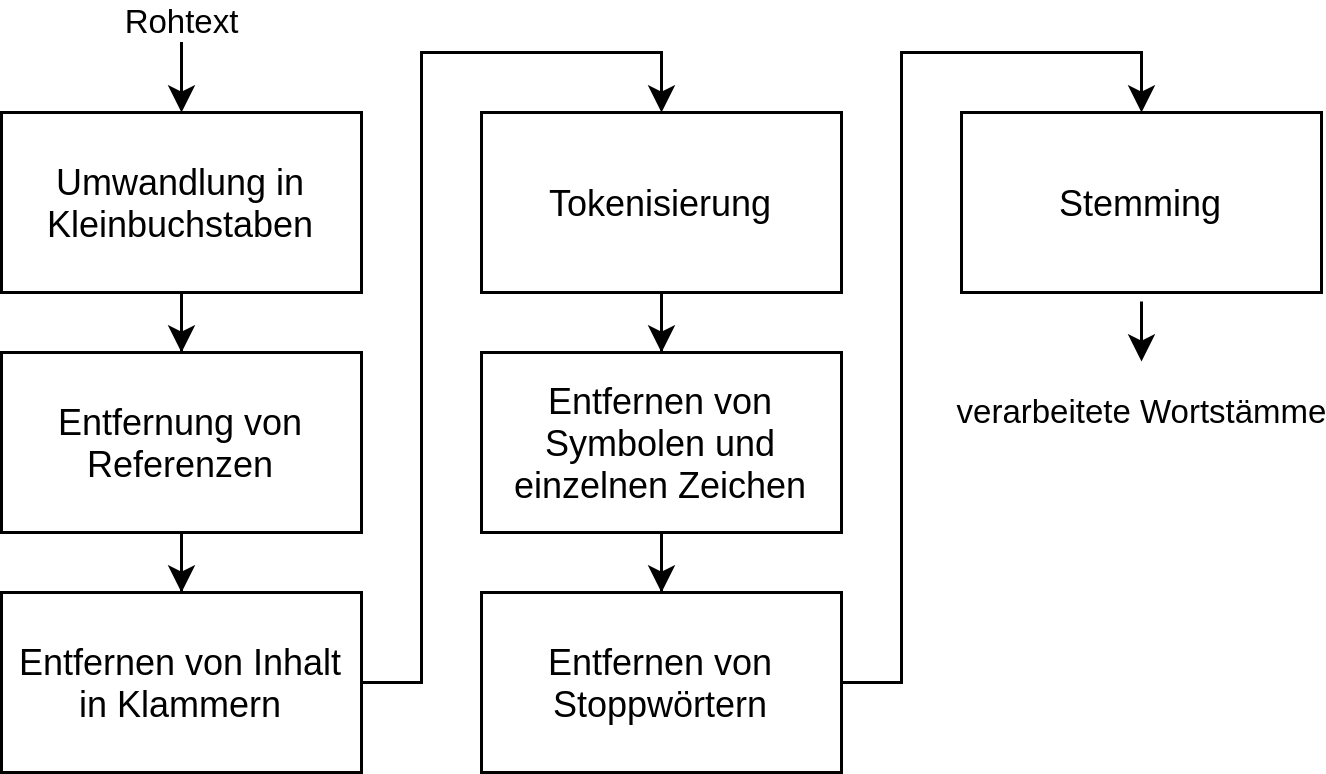 Rohtext
Umwandlung in
Kleinbuchstaben
Entfernung von
Referenzen
Entfernen von Inhalt
in Klammern
Tokenisierung
Entfernen von
Symbolen und
einzelnen Zeichen
Entfernen von
Stoppwörtern
Stemming
verarbeitete Wortstämme